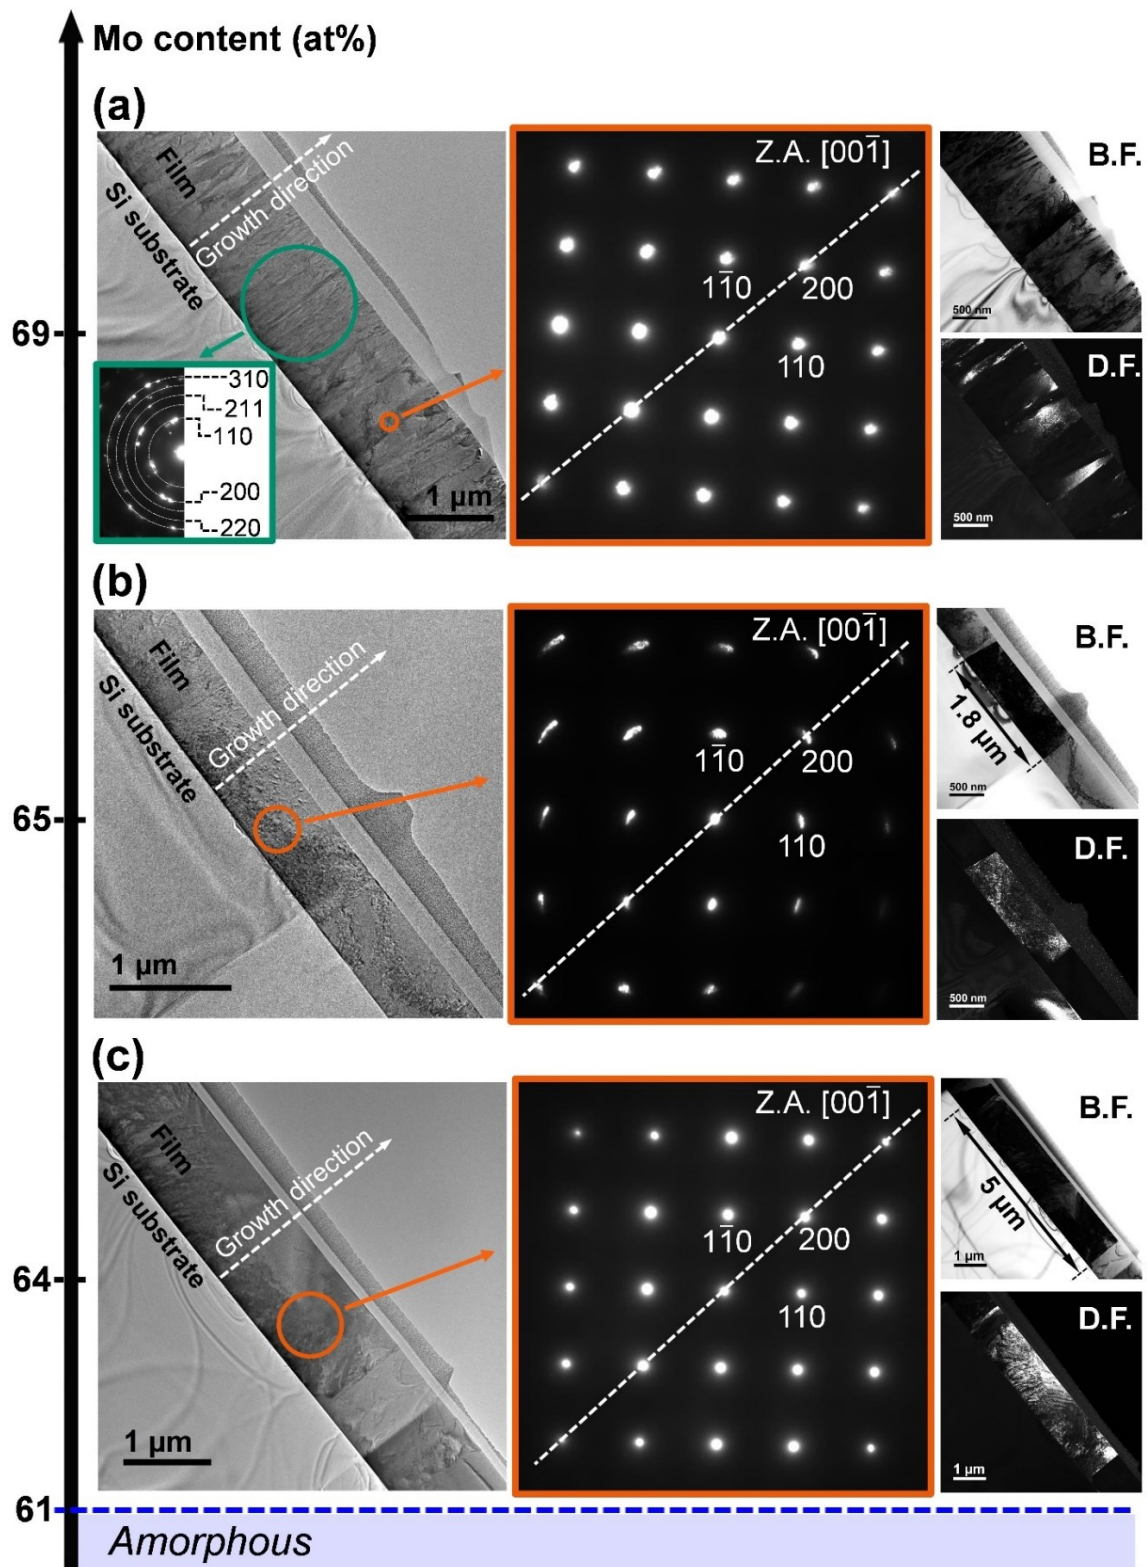 Mo content (at%)
(a)
Film
Growth direction
Si substrate
1 µm
310
211
110
200
220
Z.A. [001̅]
11̅0
200
110
B.F.
500 nm
D.F.
500 nm
69
(b)
Film
Growth direction
Si substrate
1 µm
Z.A. [001̅]
11̅0
200
110
B.F.
1.8 µm
500 nm
D.F.
500 nm
65
(c)
Film
Growth direction
Si substrate
1 µm
Z.A. [001̅]
11̅0
200
110
B.F.
5 µm
1 µm
D.F.
1 µm
64
61
Amorphous